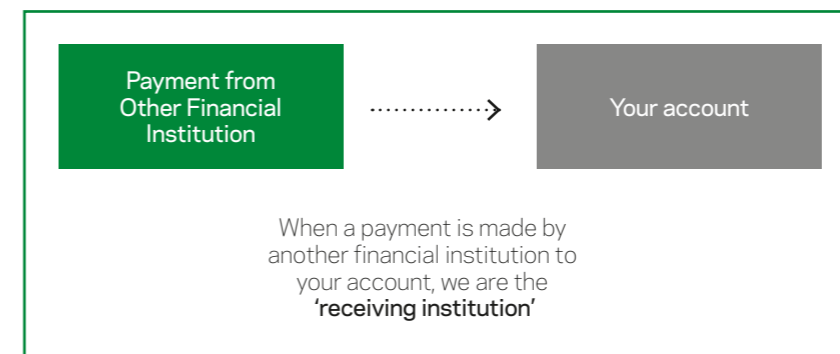 Payment from
Other Financial
Institution
Your account
When a payment is made by
another financial institution to
your account, we are the
‘receiving institution’